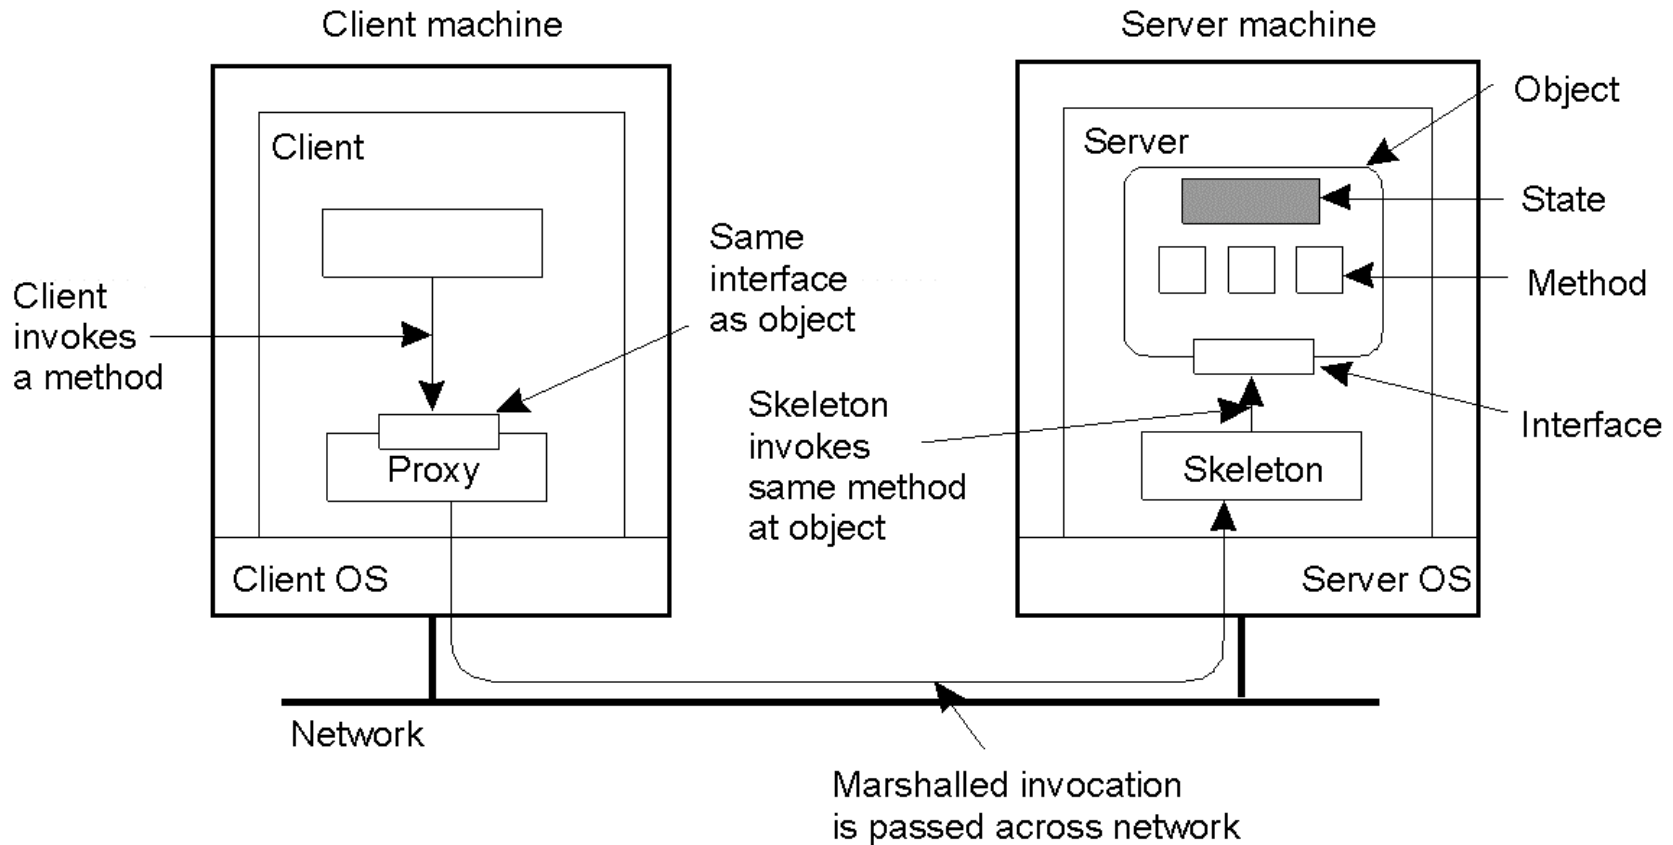 Client machine
Server machine
Object
Client
Server
State
Same
interface
as object
Method
Client
invokes
a method
Skeleton
invokes
same method
at object
Interface
Proxy
Skeleton
Client OS
Server OS
Network
Marshalled invocation
is passed across network